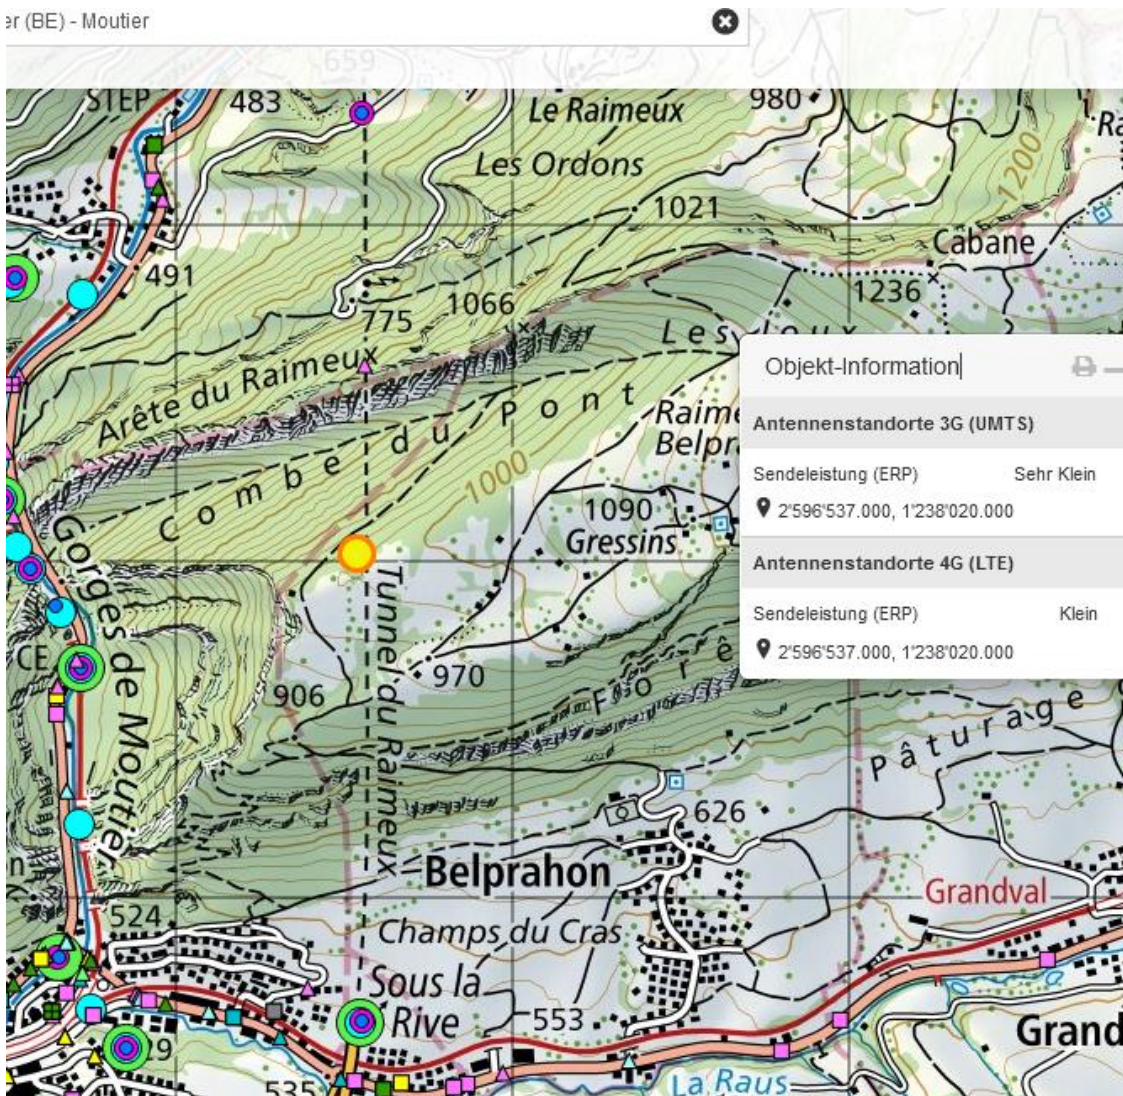 er (BE) - Moutier
659
STEP
483
Le Raimeux
980
Les Ordons
1200
1021
Cabane
491
1066
1236
775
Les
Objekt-Information
Arête du Raimeux
Antennenstandorte 3G (UMTS)
Combe du Pont
Sendeleistung (ERP) Sehr Klein
1000
2'596'537.000, 1'238'020.000
1090
Gressins
Antennenstandorte 4G (LTE)
Gorges de Moutier
Tunnel du Raimeux
Sendeleistung (ERP) Klein
2'596'537.000, 1'238'020.000
CE
970
906
Forê
Pâturage
626
Belprahon
Grandval
524
Champs du Cras
Sous la
Rive
553
Grand
535
La Raus